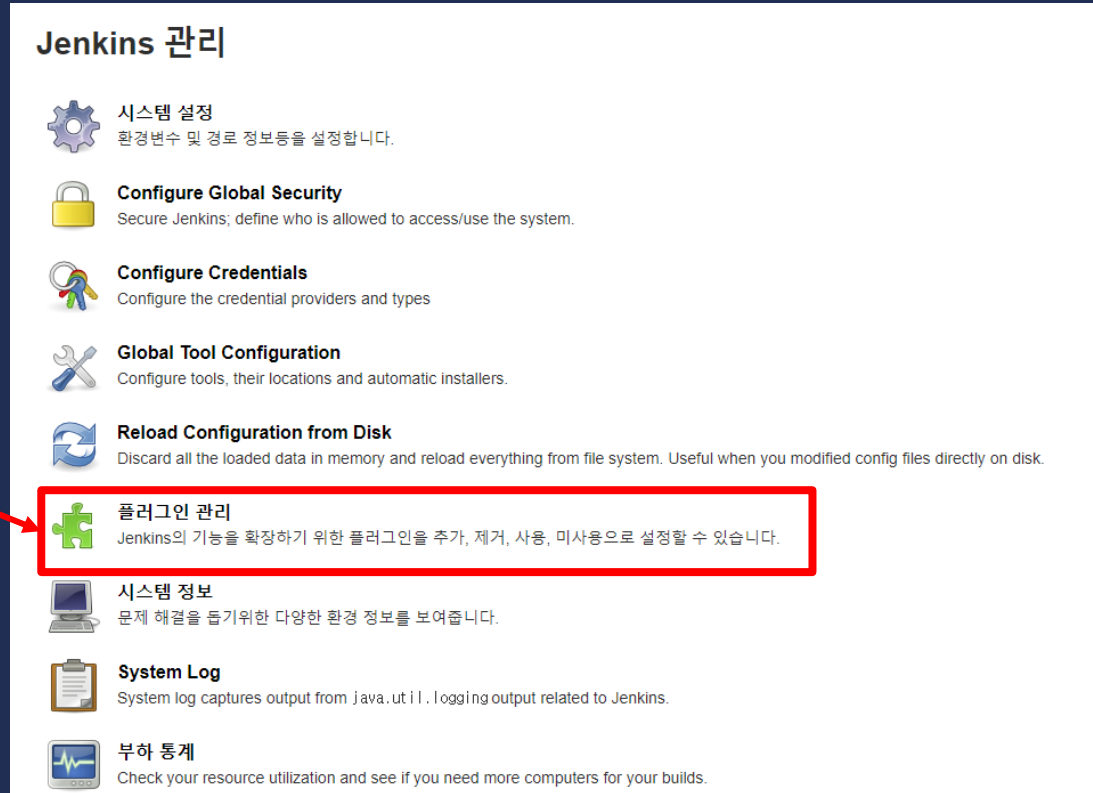 Jenkins 관리
시스템 설정
환경변수 및 경로 정보등을 설정합니다.
Configure Global Security
Secure Jenkins; define who is allowed to access/use the system.
Configure Credentials
Configure the credential providers and types
Global Tool Configuration
Configure tools, their locations and automatic installers.
Reload Configuration from Disk
Discard all the loaded data in memory and reload everything from file system. Useful when you modified config files directly on disk.
플러그인 관리
Jenkins의 기능을 확장하기 위한 플러그인을 추가, 제거, 사용, 미사용으로 설정할 수 있습니다.
시스템 정보
문제 해결을 돕기위한 다양한 환경 정보를 보여줍니다.
System Log
System log captures output from java.util.logging output related to Jenkins.
부하 통계
Check your resource utilization and see if you need more computers for your builds.